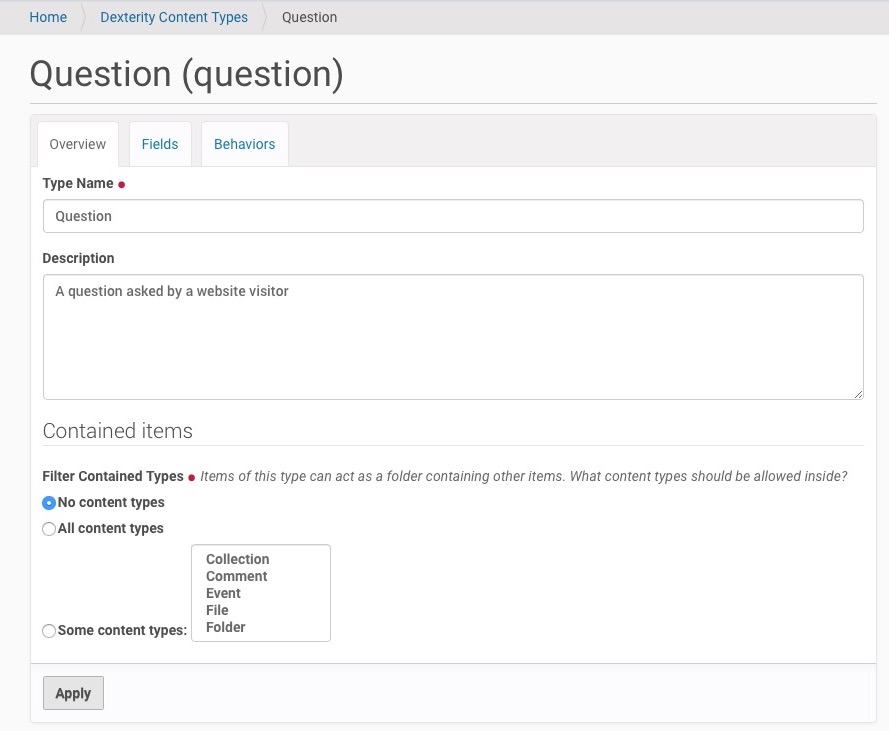 Home Dexterity Content Types Question
Question (question)
Overview Fields Behaviors
Type Name
Question
Description
A question asked by a website visitor
Contained items
Filter Contained Types Items of this type can act as a folder containing other items. What content types should be allowed inside?
No content types
All content types
Collection
Comment
Event
File
Folder
Some content types:
Apply